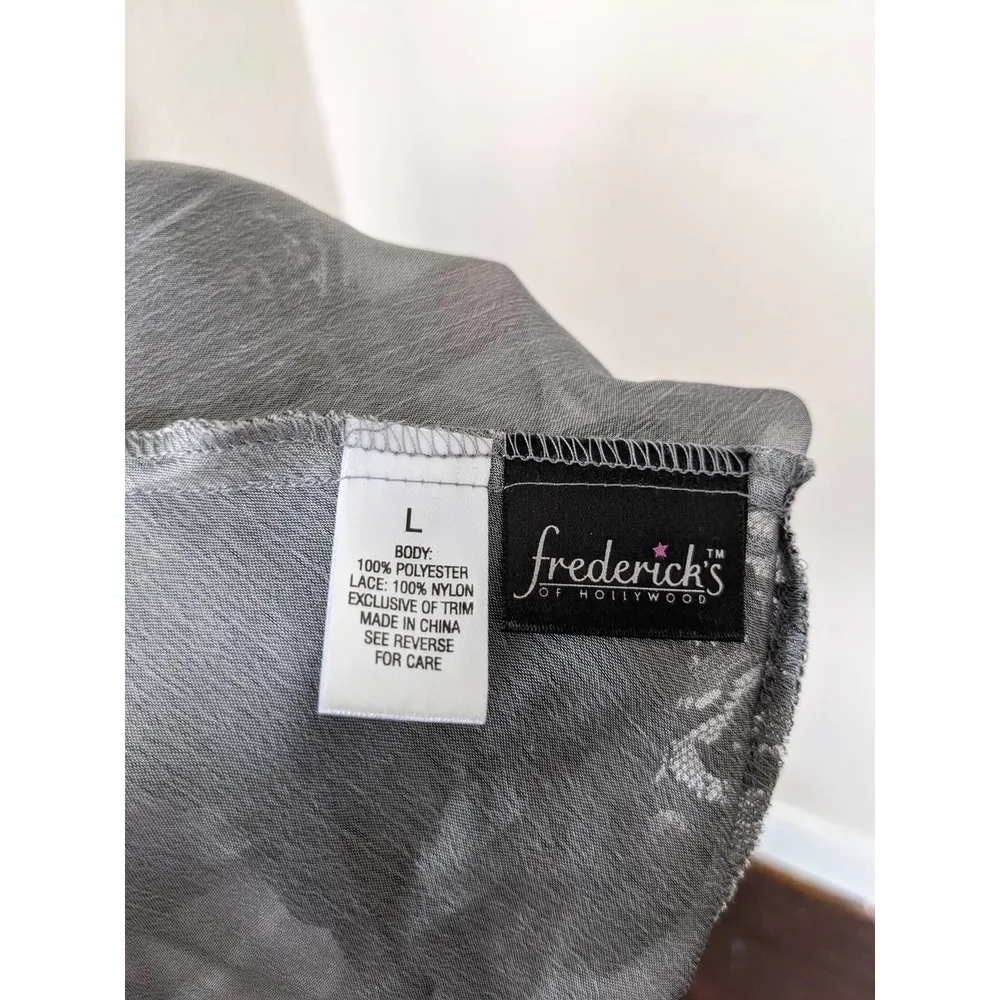 L
BODY:
100% POLYESTER
LACE: 100% NYLON
EXCLUSIVE OF TRIM
MADE IN CHINA
SEE REVERSE
FOR CARE
frederick's™
OF HOLLYWOOD